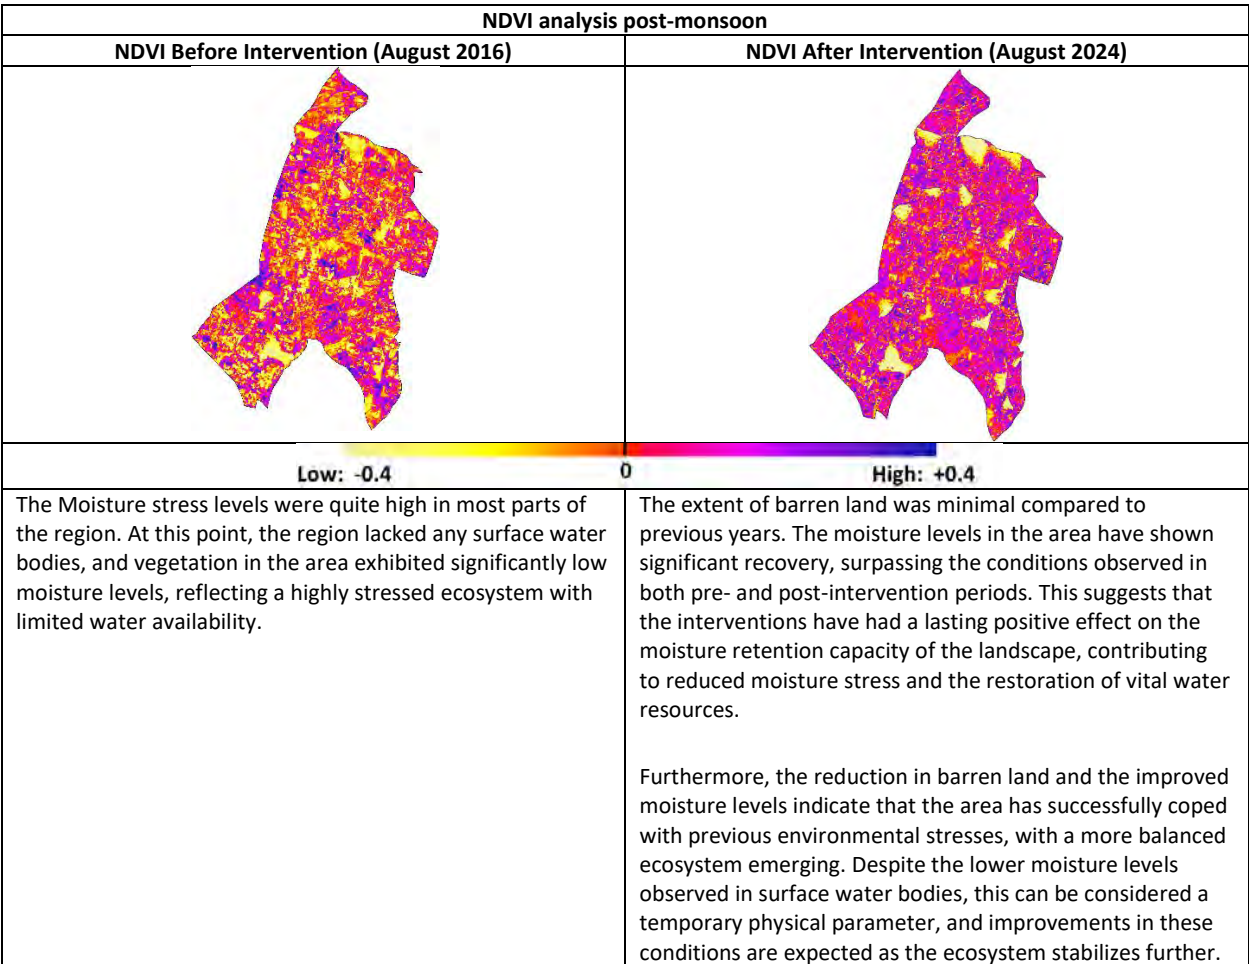 NDVI analysis post-monsoon
NDVI Before Intervention (August 2016)
NDVI After Intervention (August 2024)
Low: -0.4
0
High: +0.4
The Moisture stress levels were quite high in most parts of
the region. At this point, the region lacked any surface water
bodies, and vegetation in the area exhibited significantly low
moisture levels, reflecting a highly stressed ecosystem with
limited water availability.
The extent of barren land was minimal compared to
previous years. The moisture levels in the area have shown
significant recovery, surpassing the conditions observed in
both pre- and post-intervention periods. This suggests that
the interventions have had a lasting positive effect on the
moisture retention capacity of the landscape, contributing
to reduced moisture stress and the restoration of vital water
resources.
Furthermore, the reduction in barren land and the improved
moisture levels indicate that the area has successfully coped
with previous environmental stresses, with a more balanced
ecosystem emerging. Despite the lower moisture levels
observed in surface water bodies, this can be considered a
temporary physical parameter, and improvements in these
conditions are expected as the ecosystem stabilizes further.